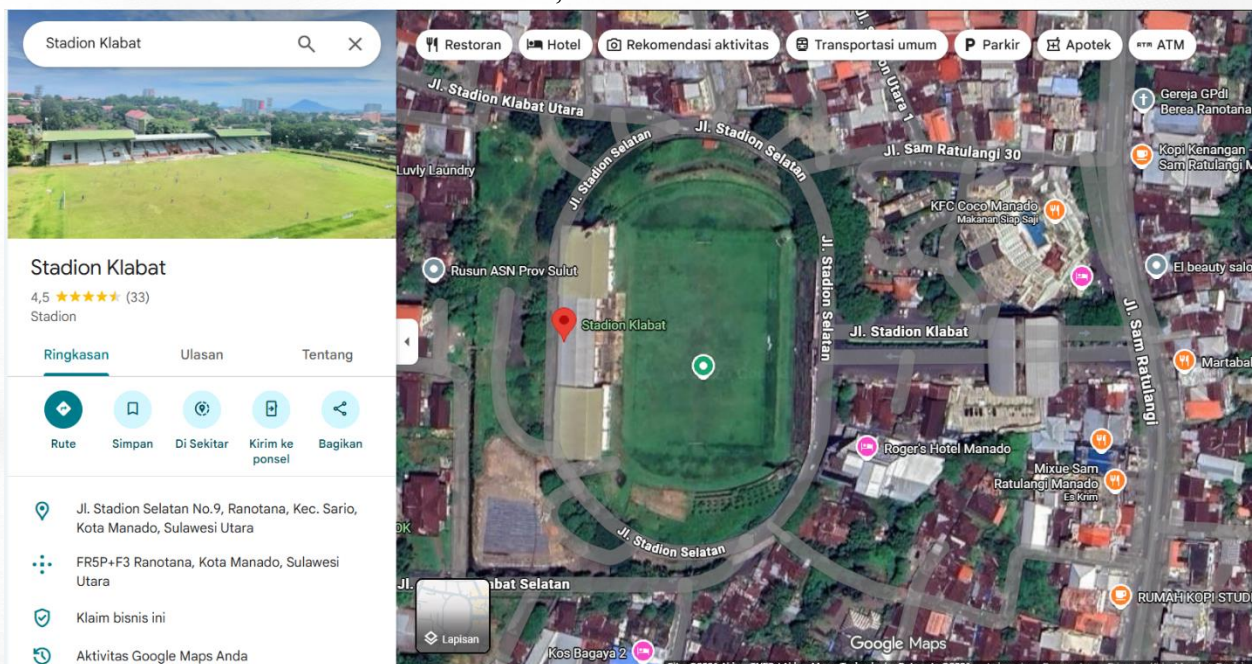 Stadion Klabat
Stadion Klabat
4,5
(33)
Stadion
Ringkasan
Ulasan
Tentang
Rute
Simpan
Di Sekitar
Kirim ke
ponsel
Bagikan
Jl. Stadion Selatan No.9, Ranotana, Kec. Sario,
Kota Manado, Sulawesi Utara
FR5P+F3 Ranotana, Kota Manado, Sulawesi
Utara
Klaim bisnis ini
Aktivitas Google Maps Anda
Restoran
Hotel
Rekomendasi aktivitas
Transportasi umum
P Parkir
Apotek
ATM ATM
Jl. Stadion Klabat Utara
Jl. Stadion Selatan
Jl. Stadion Selatan
Utara 1
Jl. Sam Ratulangi 30
Gereja GPdI
Berea Ranotana
Kopi Kenangan -
Sam Ratulangi M
Luvly Laundry
KFC Coco Manado
Makanan Siap Saji
Rusun ASN Prov Sulut
El beauty salo
Jl. Stadion Selatan
Stadion Klabat
Jl. Stadion Klabat
Jl. Sam Ratulangi
Martabak
Roger's Hotel Manado
Mixue Sam
Ratulangi Manado
Es Krim
OK
Jl. Stadion Selatan
Jl.
bat Selatan
Lapisan
Kos Bagaya 2
Google Maps
RUMAH KOPI STUDI